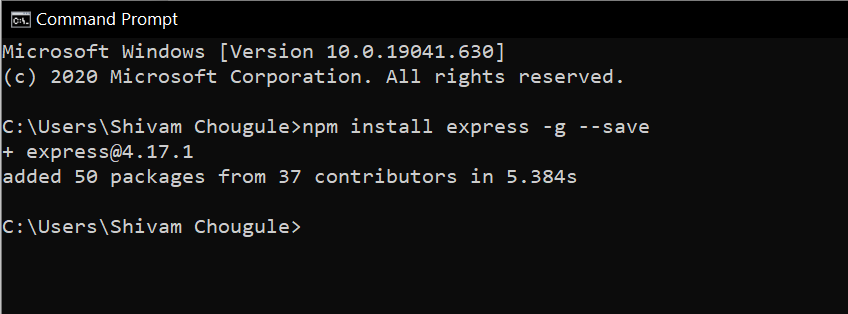 Command Prompt
Microsoft Windows [Version 10.0.19041.630]
(c) 2020 Microsoft Corporation. All rights reserved.
C:\Users\Shivam Chougule>npm install express -g --save
+ express@4.17.1
added 50 packages from 37 contributors in 5.384s
C:\Users\Shivam Chougule>